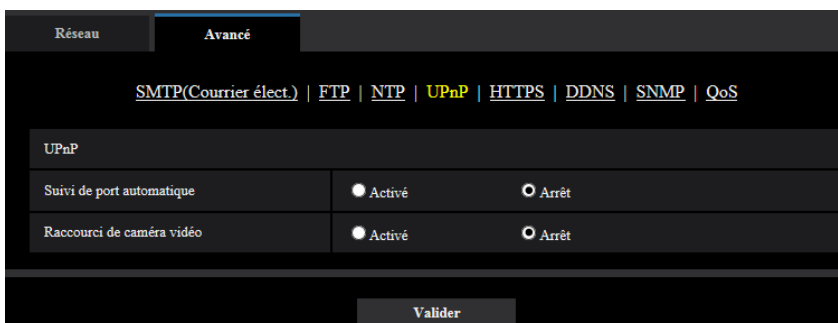 Réseau Avancé
SMTP(Courrier élect.) | FTP | NTP | UPnP | HTTPS | DDNS | SNMP | QoS
UPnP
Suivi de port automatique Activé Arrêt
Raccourci de caméra vidéo Activé Arrêt
Valider